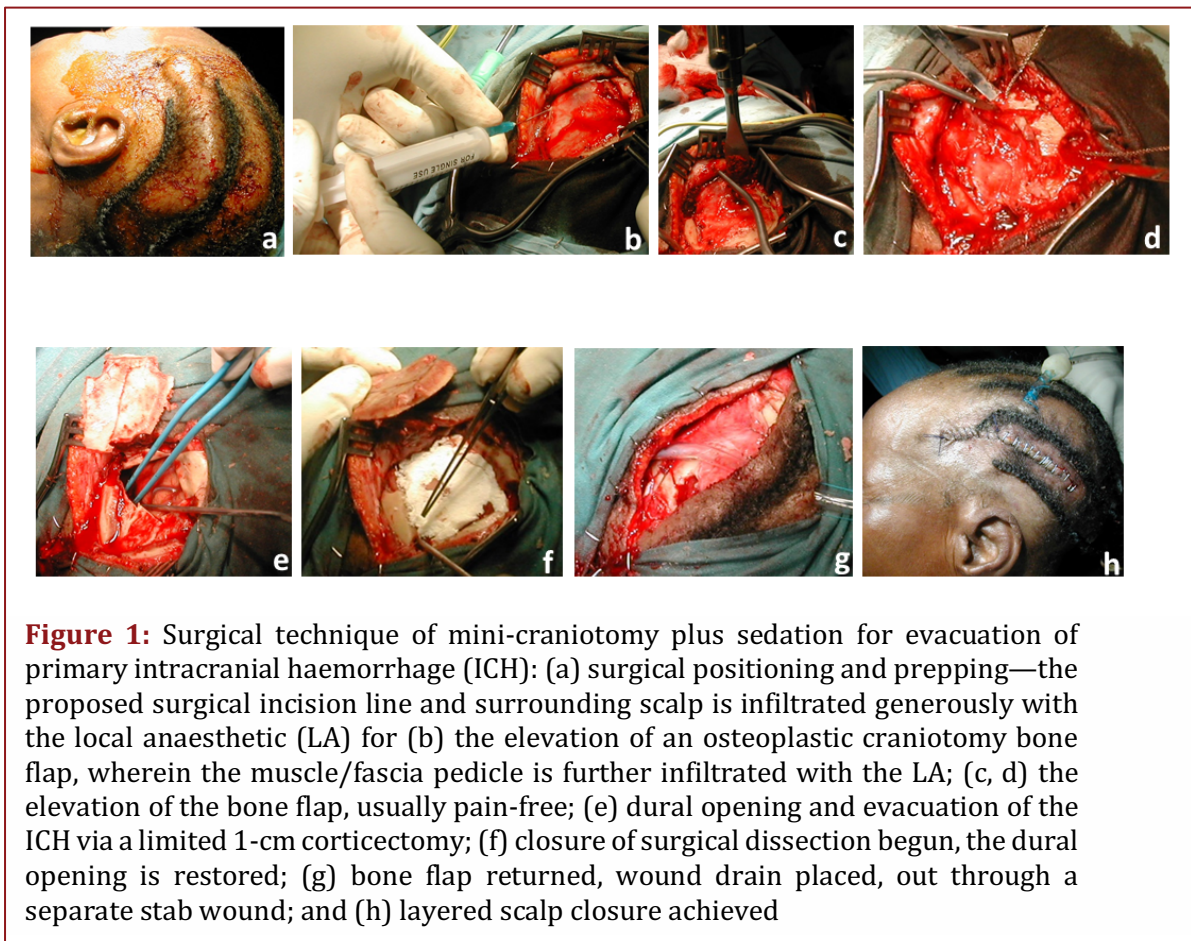 a
b
FOR SINGLE USE
c
d
e
f
g
h
Figure 1: Surgical technique of mini-craniotomy plus sedation for evacuation of
primary intracranial haemorrhage (ICH): (a) surgical positioning and prepping—the
proposed surgical incision line and surrounding scalp is infiltrated generously with
the local anaesthetic (LA) for (b) the elevation of an osteoplastic craniotomy bone
flap, wherein the muscle/fascia pedicle is further infiltrated with the LA; (c, d) the
elevation of the bone flap, usually pain-free; (e) dural opening and evacuation of the
ICH via a limited 1-cm corticectomy; (f) closure of surgical dissection begun, the dural
opening is restored; (g) bone flap returned, wound drain placed, out through a
separate stab wound; and (h) layered scalp closure achieved